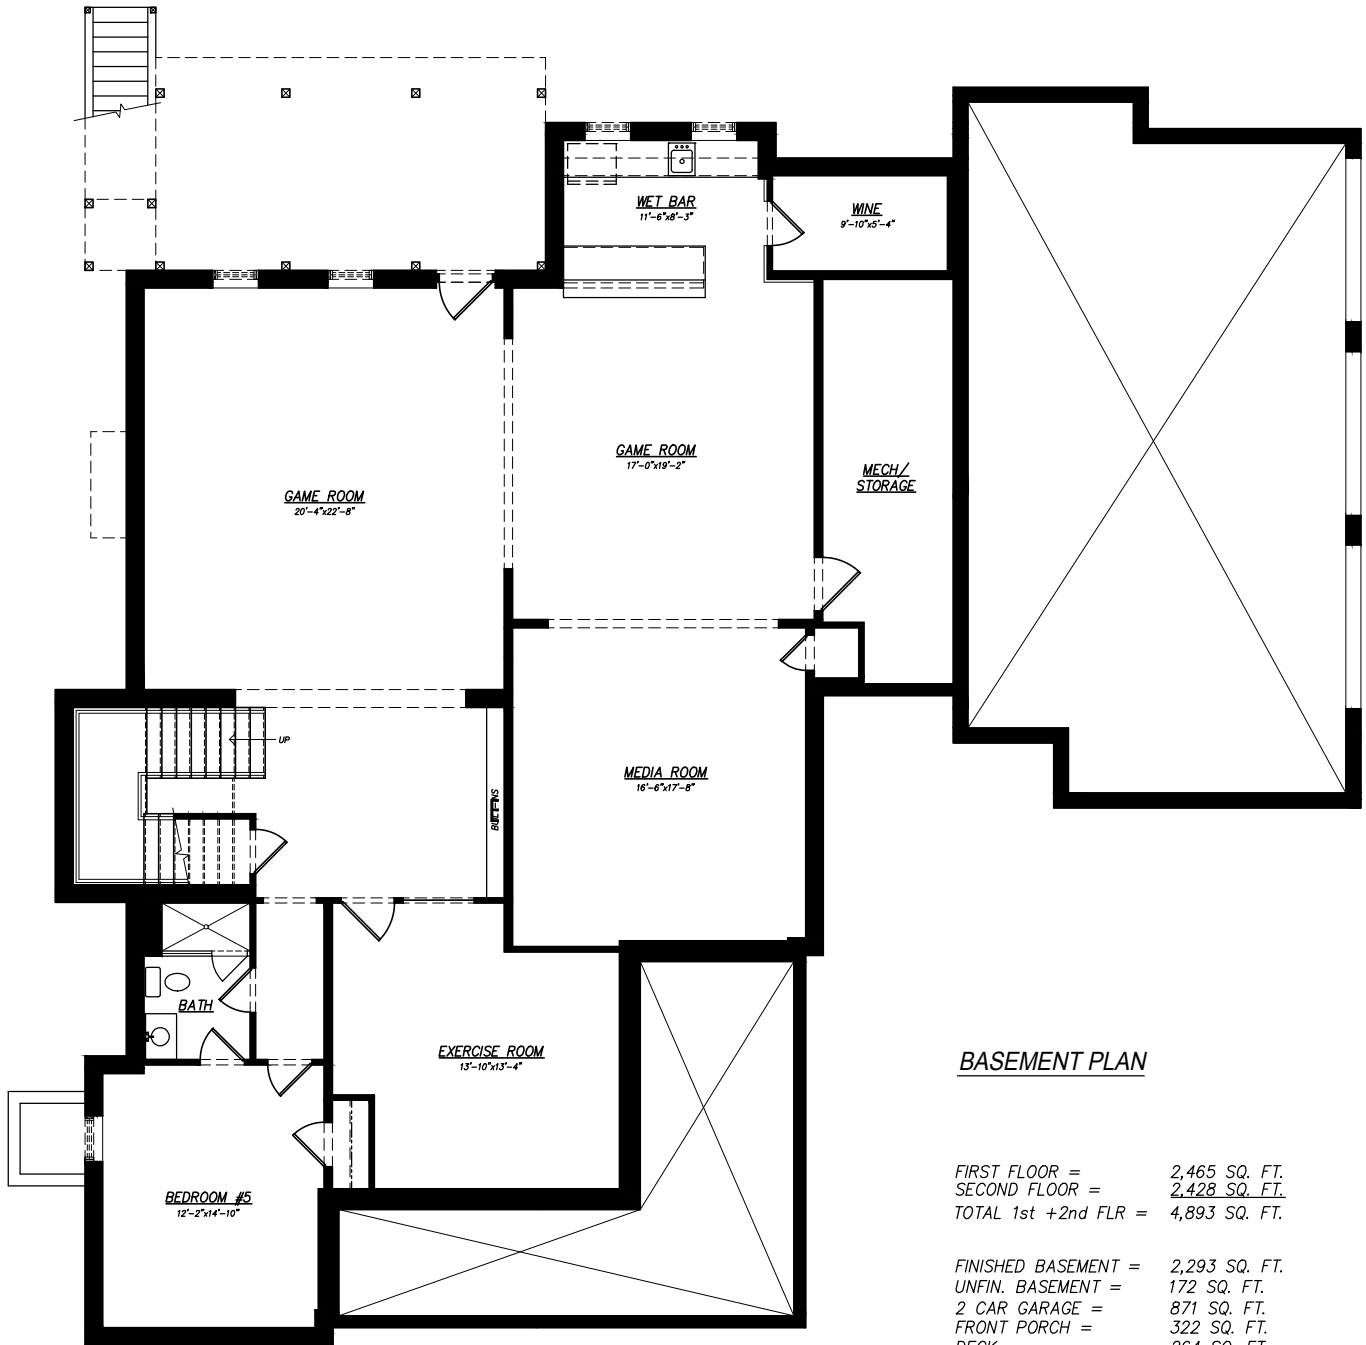 WET BAR
11'-6"x8'-3"
WINE
9'-10"x5'-4"
GAME ROOM
17'-0"x19'-2"
MECH/
STORAGE
GAME ROOM
20'-4"x22'-8"
UP
MEDIA ROOM
16'-6"x17'-8"
BUILT-INS
BATH
EXERCISE ROOM
13'-10"x13'-4"
BEDROOM #5
12'-2"x14'-10"
BASEMENT PLAN
FIRST FLOOR = 2,465 SQ. FT.
SECOND FLOOR = 2,428 SQ. FT.
TOTAL 1st +2nd FLR = 4,893 SQ. FT.
FINISHED BASEMENT = 2,293 SQ. FT.
UNFIN. BASEMENT = 172 SQ. FT.
2 CAR GARAGE = 871 SQ. FT.
FRONT PORCH = 322 SQ. FT.